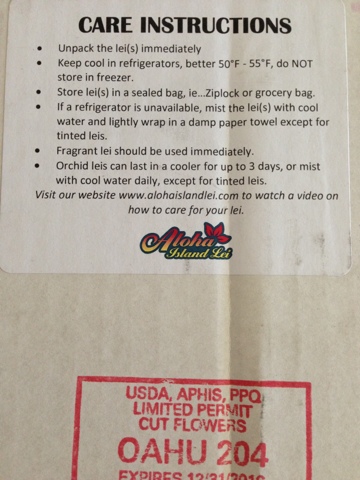 CARE INSTRUCTIONS
• Unpack the lei(s) immediately
• Keep cool in refrigerators, better 50°F - 55°F, do NOT
store in freezer.
• Store lei(s) in a sealed bag, ie...Ziplock or grocery bag.
• If a refrigerator is unavailable, mist the lei(s) with cool
water and lightly wrap in a damp paper towel except for
tinted leis.
• Fragrant lei should be used immediately.
• Orchid leis can last in a cooler for up to 3 days, or mist
with cool water daily, except for tinted leis.
Visit our website www.alohaislandlei.com to watch a video on
how to care for your lei.
Aloha
Island Lei
USDA, APHIS, PPQ
LIMITED PERMIT
CUT FLOWERS
OAHU 204
EXPIRES 12/31/